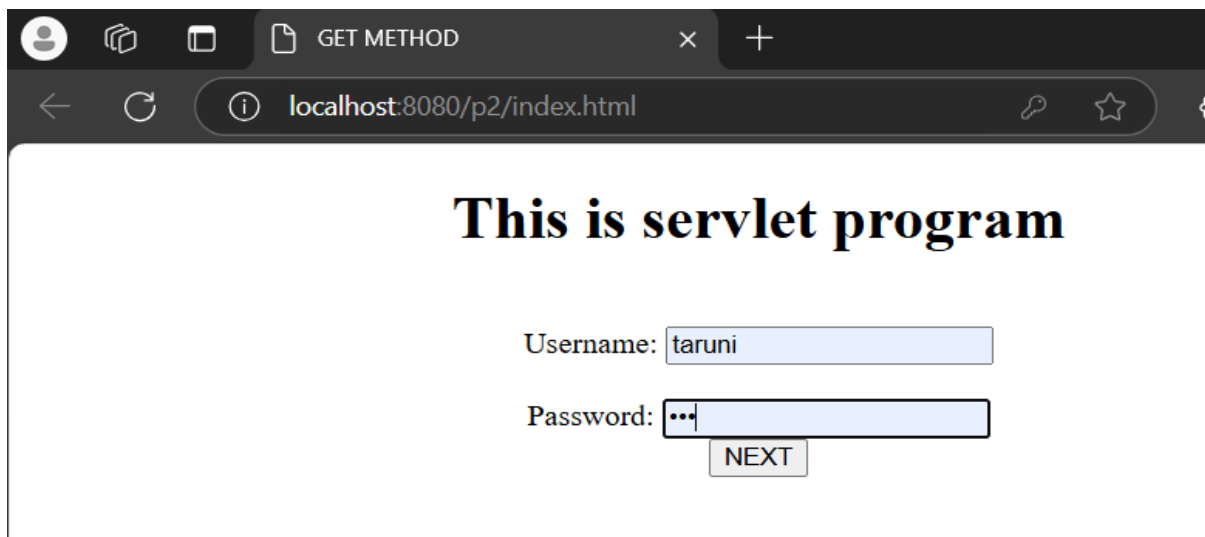 GET METHOD
localhost:8080/p2/index.html
This is servlet program
Username: taruni
Password: •••
NEXT